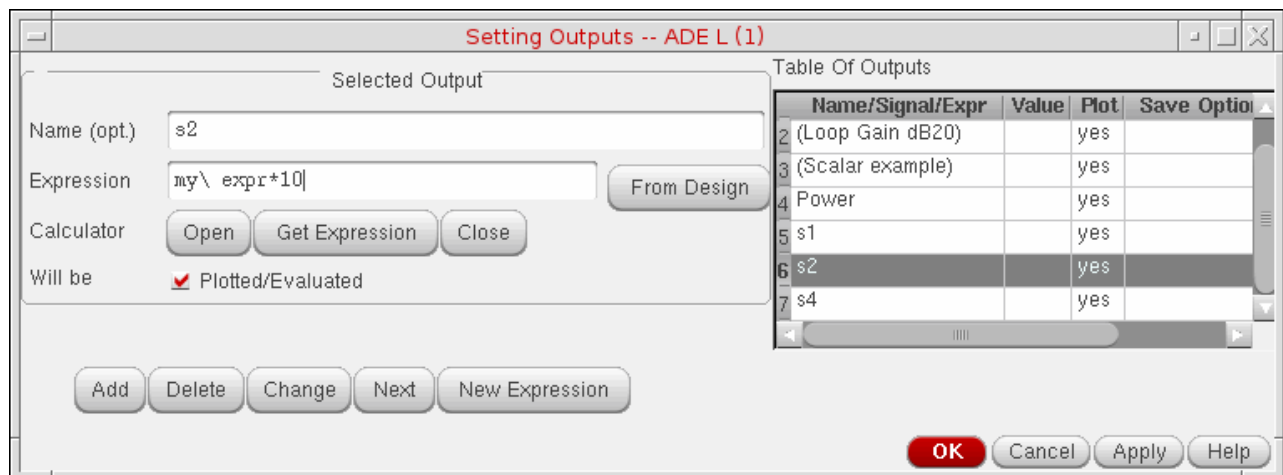 Setting Outputs -- ADE L (1)
Selected Output
Name (opt.) s2
Expression my\ expr*10 From Design
Calculator Open Get Expression Close
Will be Plotted/Evaluated
Add Delete Change Next New Expression
Table Of Outputs
Name/Signal/Expr Value Plot Save Option
2 (Loop Gain dB20) yes
3 (Scalar example) yes
4 Power yes
5 s1 yes
6 s2 yes
7 s4 yes
OK Cancel Apply Help